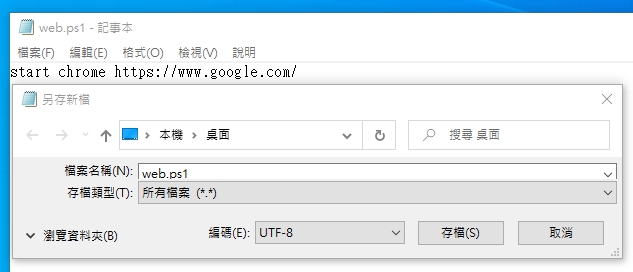 web.ps1 - 記事本
檔案(F) 編輯(E) 格式(O) 檢視(V) 說明
start chrome https://www.google.com/
另存新檔
本機 桌面 搜尋 桌面
檔案名稱(N): web.ps1
存檔類型(T): 所有檔案 (*.*)
瀏覽資料夾(B) 編碼(E): UTF-8 存檔(S) 取消